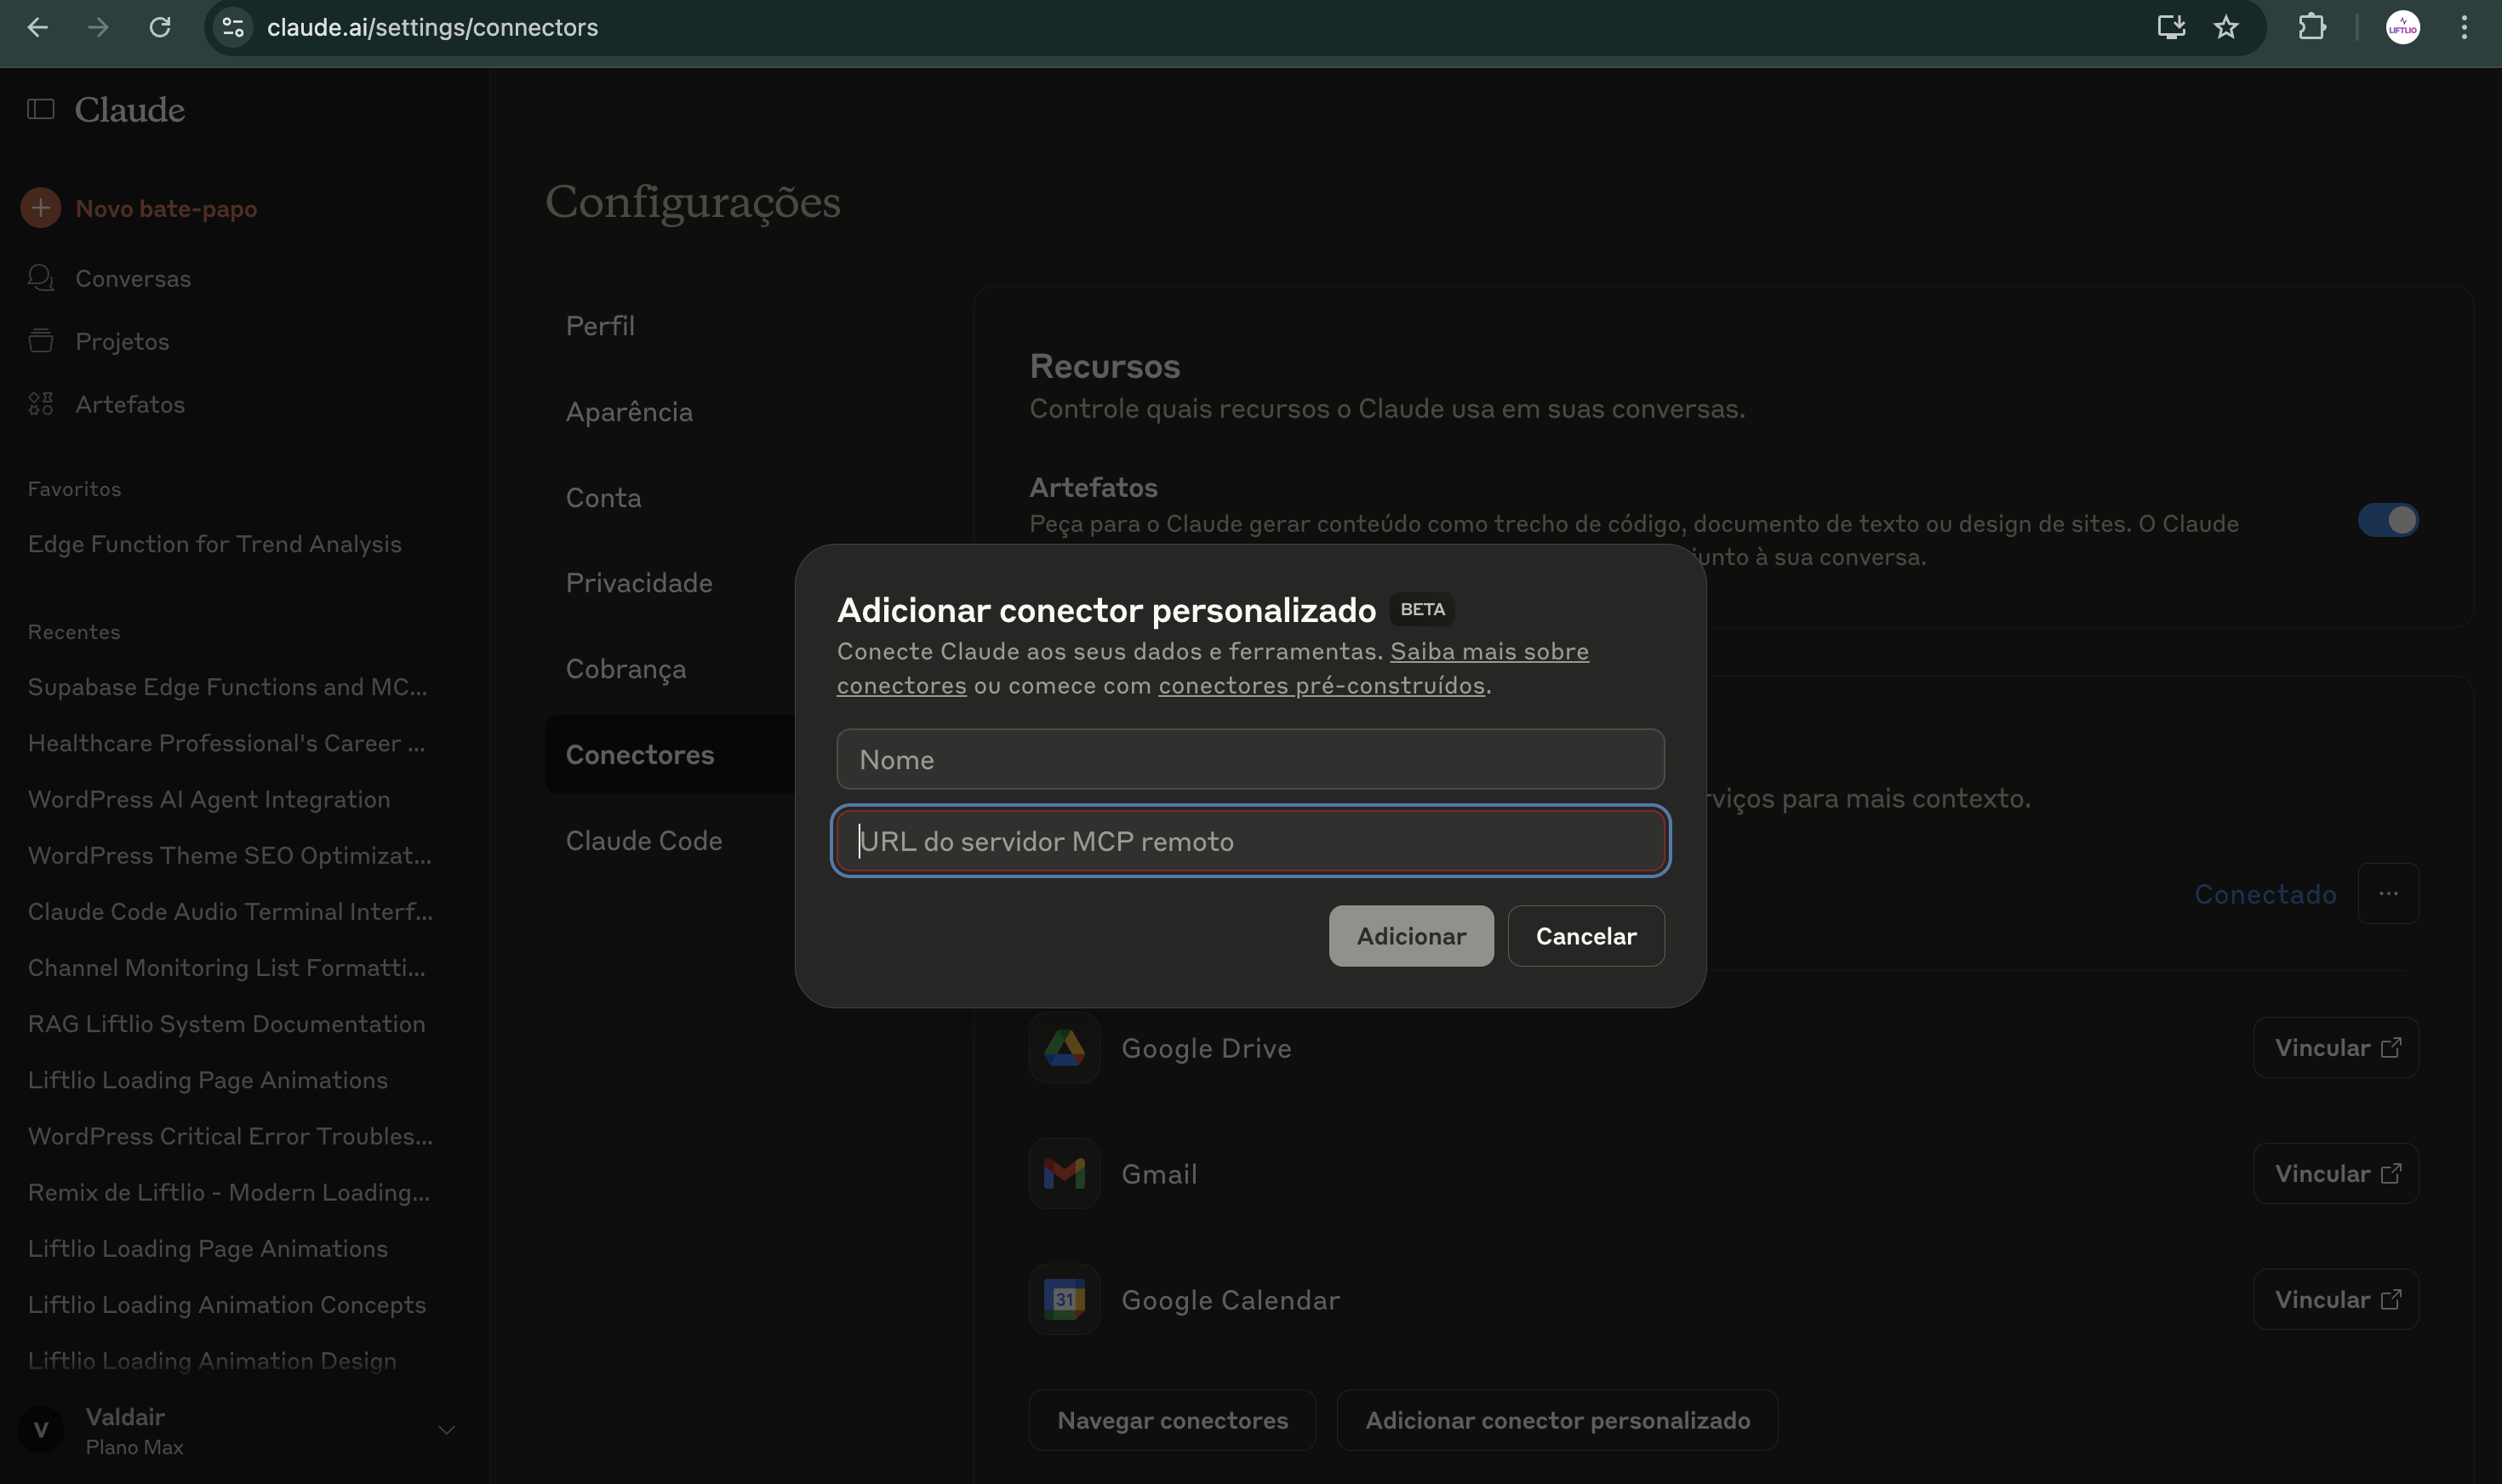 claude.ai/settings/connectors
LIFTLIO
Claude
Novo bate-papo
Conversas
Projetos
Artefatos
Favoritos
Edge Function for Trend Analysis
Recentes
Supabase Edge Functions and MC...
Healthcare Professional's Career ...
WordPress AI Agent Integration
WordPress Theme SEO Optimizat...
Claude Code Audio Terminal Interf...
Channel Monitoring List Formatti...
RAG Liftlio System Documentation
Liftlio Loading Page Animations
WordPress Critical Error Troubles...
Remix de Liftlio - Modern Loading...
Liftlio Loading Page Animations
Liftlio Loading Animation Concepts
Liftlio Loading Animation Design
V
Valdair
Plano Max
Configurações
Perfil
Aparência
Conta
Privacidade
Cobrança
Conectores
Claude Code
Recursos
Controle quais recursos o Claude usa em suas conversas.
Artefatos
Peça para o Claude gerar conteúdo como trecho de código, documento de texto ou design de sites. O Claude
junto à sua conversa.
Adicionar conector personalizado BETA
Conecte Claude aos seus dados e ferramentas. Saiba mais sobre
conectores ou comece com conectores pré-construídos.
Nome
URL do servidor MCP remoto
Adicionar
Cancelar
rviços para mais contexto.
Conectado
Google Drive
Vincular
Gmail
Vincular
31
Google Calendar
Vincular
Navegar conectores
Adicionar conector personalizado